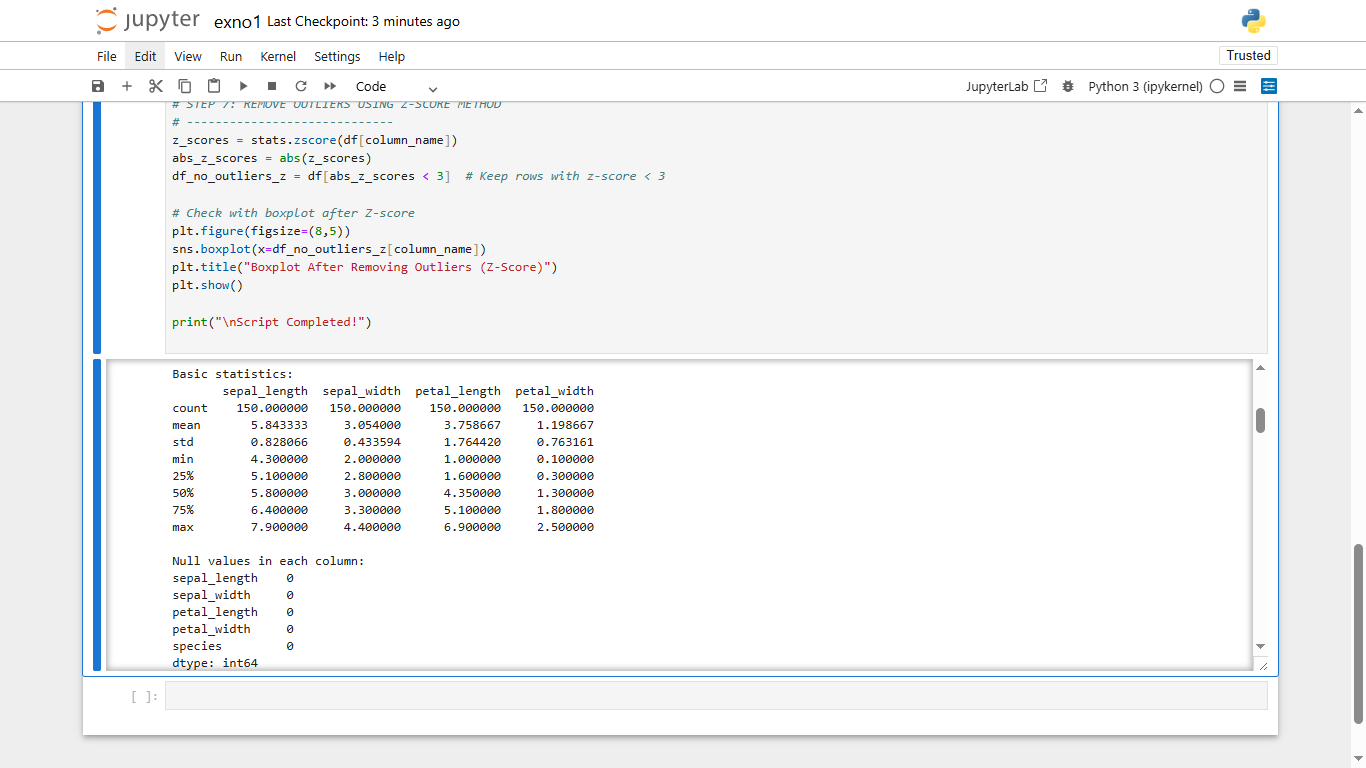 jupyter exno1 Last Checkpoint: 3 minutes ago
File Edit View Run Kernel Settings Help Trusted
Code JupyterLab Python 3 (ipykernel)
# STEP 7: REMOVE OUTLIERS USING Z-SCORE METHOD
# -----------------------------
z_scores = stats.zscore(df[column_name])
abs_z_scores = abs(z_scores)
df_no_outliers_z = df[abs_z_scores < 3]  # Keep rows with z-score < 3
# Check with boxplot after Z-score
plt.figure(figsize=(8,5))
sns.boxplot(x=df_no_outliers_z[column_name])
plt.title("Boxplot After Removing Outliers (Z-Score)")
plt.show()
print("\nScript Completed!")
Basic statistics:
sepal_length sepal_width petal_length petal_width
count 150.000000 150.000000 150.000000 150.000000
mean 5.843333 3.054000 3.758667 1.198667
std 0.828066 0.433594 1.764420 0.763161
min 4.300000 2.000000 1.000000 0.100000
25% 5.100000 2.800000 1.600000 0.300000
50% 5.800000 3.000000 4.350000 1.300000
75% 6.400000 3.300000 5.100000 1.800000
max 7.900000 4.400000 6.900000 2.500000
Null values in each column:
sepal_length 0
sepal_width 0
petal_length 0
petal_width 0
species 0
dtype: int64
[ ]: